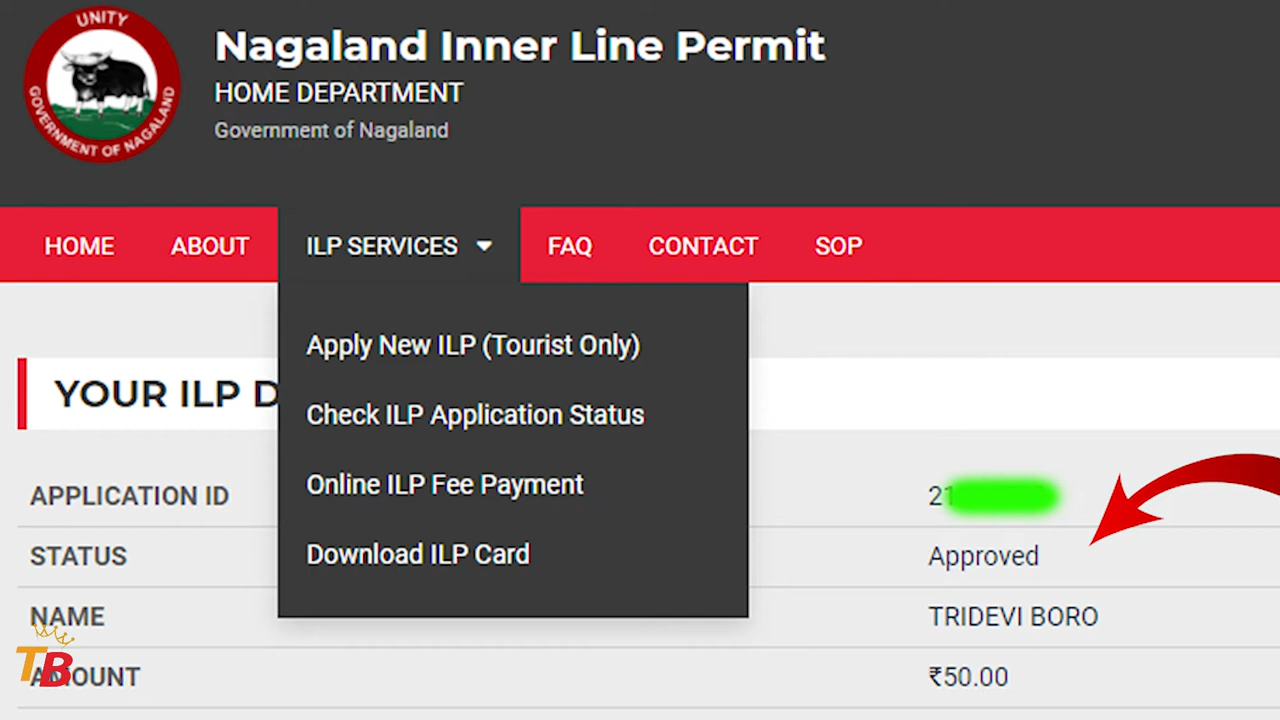 UNITY
GOVERNMENT OF NAGALAND
Nagaland Inner Line Permit
HOME DEPARTMENT
Government of Nagaland
HOME ABOUT ILP SERVICES FAQ CONTACT SOP
Apply New ILP (Tourist Only)
YOUR ILP D
Check ILP Application Status
Online ILP Fee Payment
APPLICATION ID 21
Download ILP Card
STATUS Approved
NAME TRIDEVI BORO
TB
AMOUNT ₹50.00